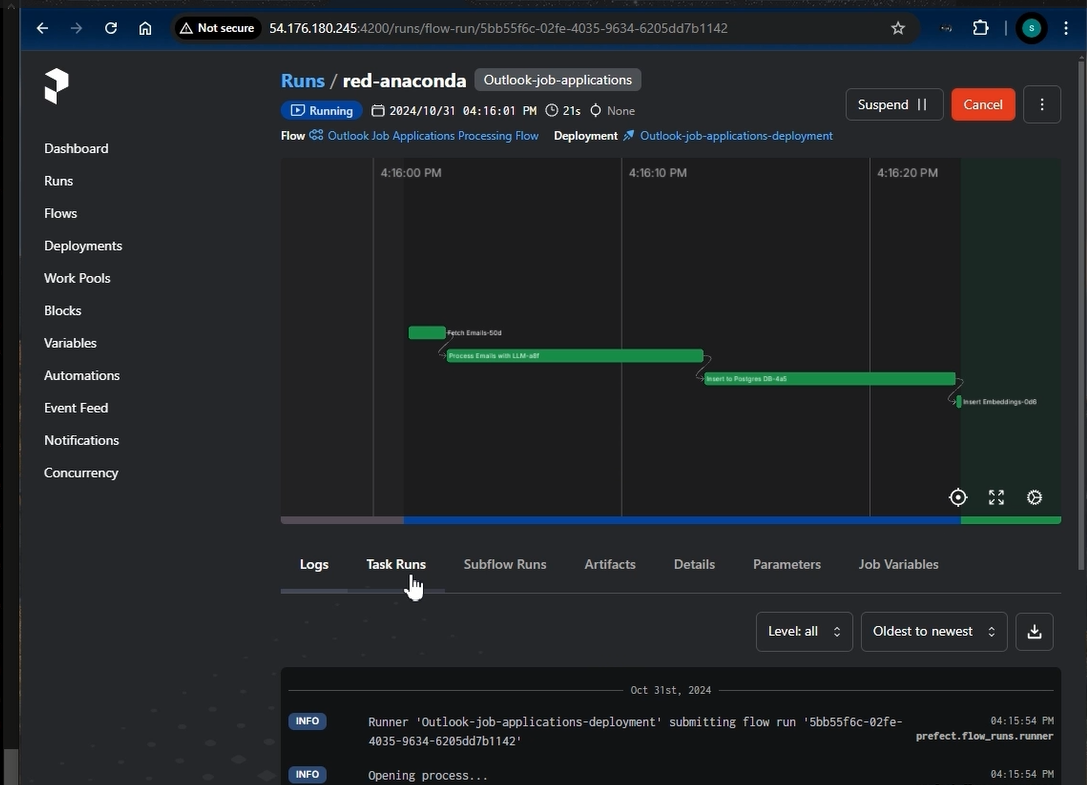 Not secure 54.176.180.245:4200/runs/flow-run/5bb55f6c-02fe-4035-9634-6205dd7b1142
S
Runs / red-anaconda Outlook-job-applications
Running 2024/10/31 04:16:01 PM 21s None
Suspend Cancel
Flow Outlook Job Applications Processing Flow Deployment Outlook-job-applications-deployment
Dashboard
Runs
Flows
Deployments
Work Pools
Blocks
Variables
Automations
Event Feed
Notifications
Concurrency
4:16:00 PM 4:16:10 PM 4:16:20 PM
Fetch Emails-50d
Process Emails with LLM-a8f
Insert to Postgres DB-4a5
Insert Embeddings-0d6
Logs Task Runs Subflow Runs Artifacts Details Parameters Job Variables
Level: all Oldest to newest
Oct 31st, 2024
INFO Runner 'Outlook-job-applications-deployment' submitting flow run '5bb55f6c-02fe- 04:15:54 PM
4035-9634-6205dd7b1142' prefect.flow_runs.runner
INFO Opening process... 04:15:54 PM